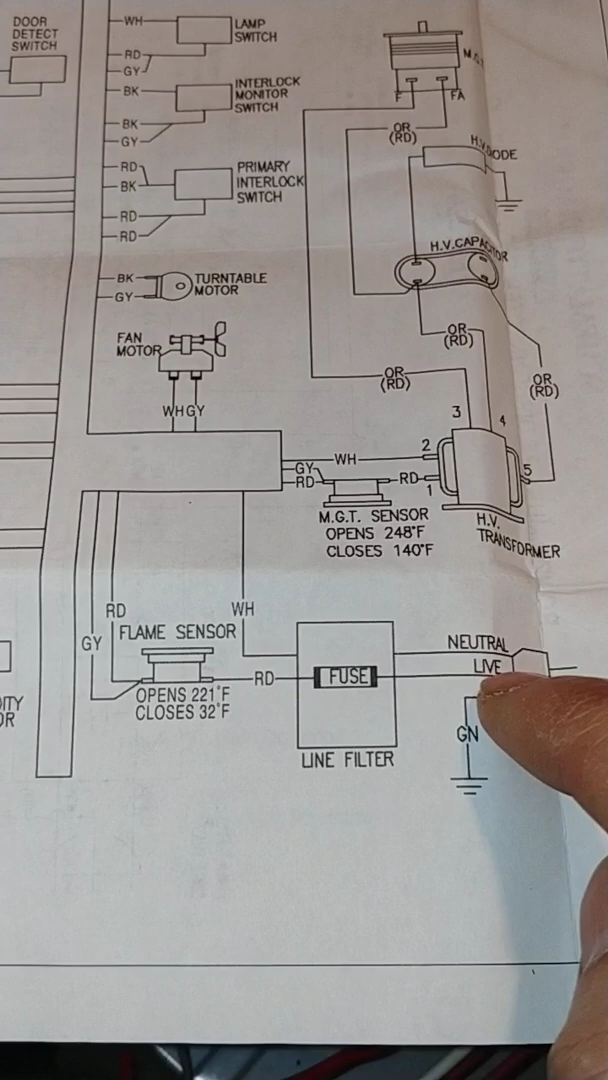 DOOR
DETECT
SWITCH
WH
LAMP
SWITCH
RD
GY
BK
INTERLOCK
MONITOR
SWITCH
BK
GY
RD
BK
PRIMARY
INTERLOCK
SWITCH
RD
RD
BK
GY
TURNTABLE
MOTOR
FAN
MOTOR
WH GY
F
FA
OR
(RD)
H.V.CAPACITOR
OR
(RD)
OR
(RD)
OR
(RD)
3
4
2
1
5
WH
GY
RD
RD
M.G.T. SENSOR
OPENS 248°F
CLOSES 140°F
H.V.
TRANSFORMER
RD
WH
GY
FLAME SENSOR
OPENS 221°F
CLOSES 32°F
RD
FUSE
LINE FILTER
NEUTRAL
LIVE
GN